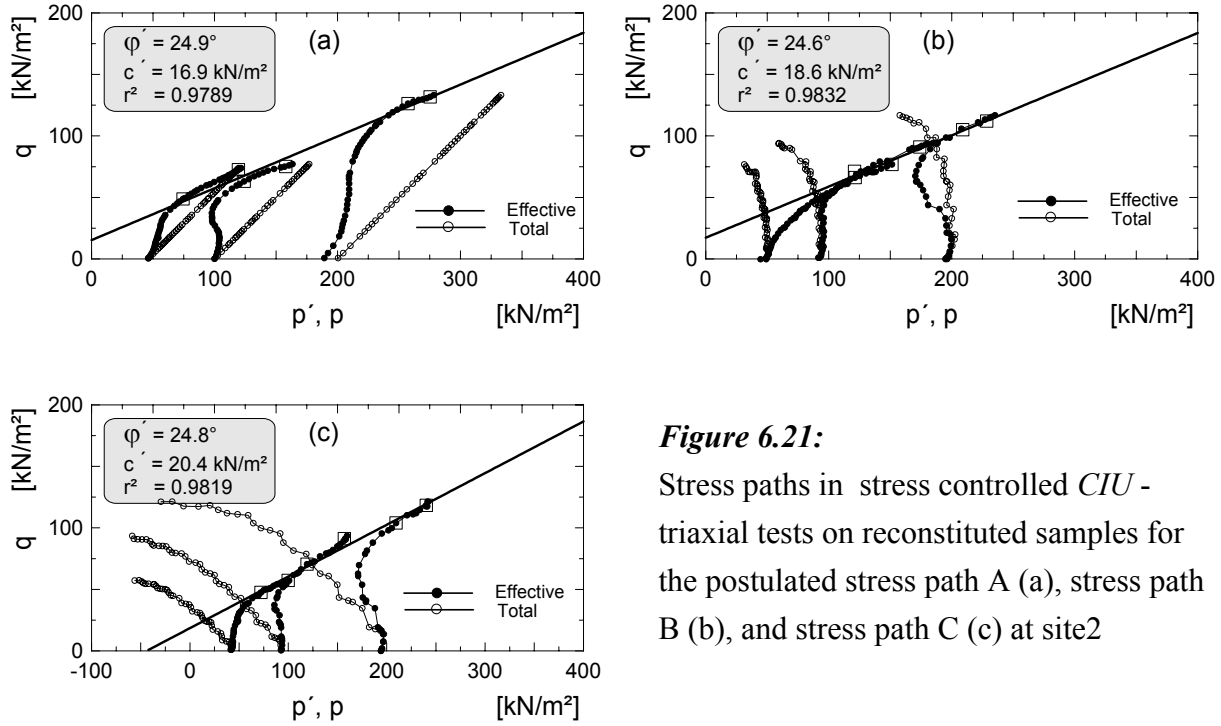 200
[kN/m²]
100
q
0
φ´ = 24.9°
c´ = 16.9 kN/m²
r² = 0.9789
(a)
Effective
Total
0 100 200 300 400
p´, p [kN/m²]
200
[kN/m²]
100
q
0
φ´ = 24.6°
c´ = 18.6 kN/m²
r² = 0.9832
(b)
Effective
Total
0 100 200 300 400
p´, p [kN/m²]
200
[kN/m²]
100
q
0
φ´ = 24.8°
c´ = 20.4 kN/m²
r² = 0.9819
(c)
Effective
Total
-100 0 100 200 300 400
p´, p [kN/m²]
Figure 6.21:
Stress paths in stress controlled CIU -
triaxial tests on reconstituted samples for
the postulated stress path A (a), stress path
B (b), and stress path C (c) at site2